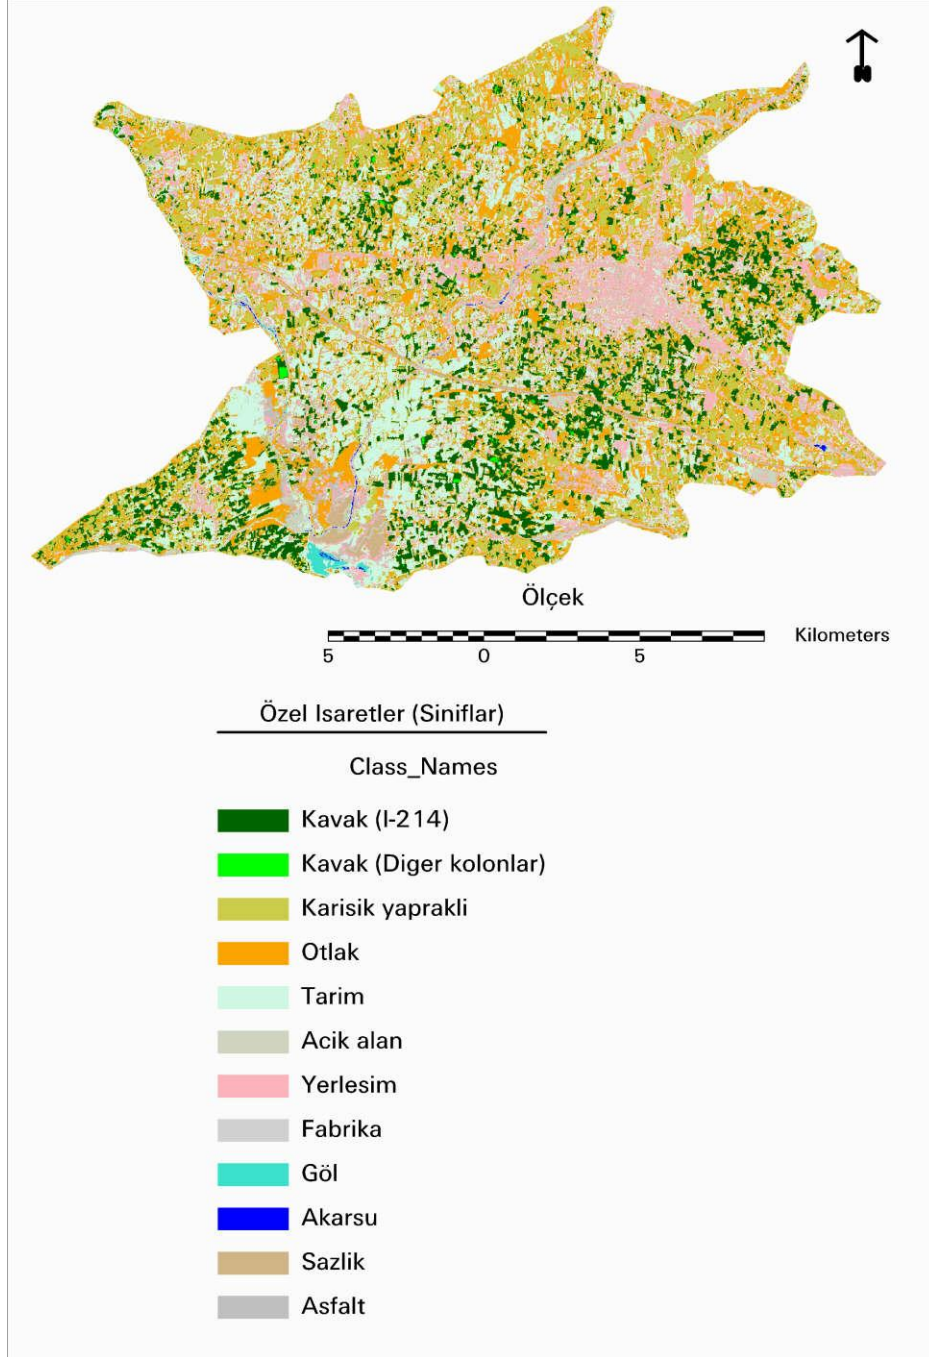 N
Ölçek
Kilometers
5 0 5
Özel Isaretler (Siniflar)
Class_Names
Kavak (I-214)
Kavak (Diger kolonlar)
Karisik yaprakli
Otlak
Tarim
Acik alan
Yerlesim
Fabrika
Göl
Akarsu
Sazlik
Asfalt